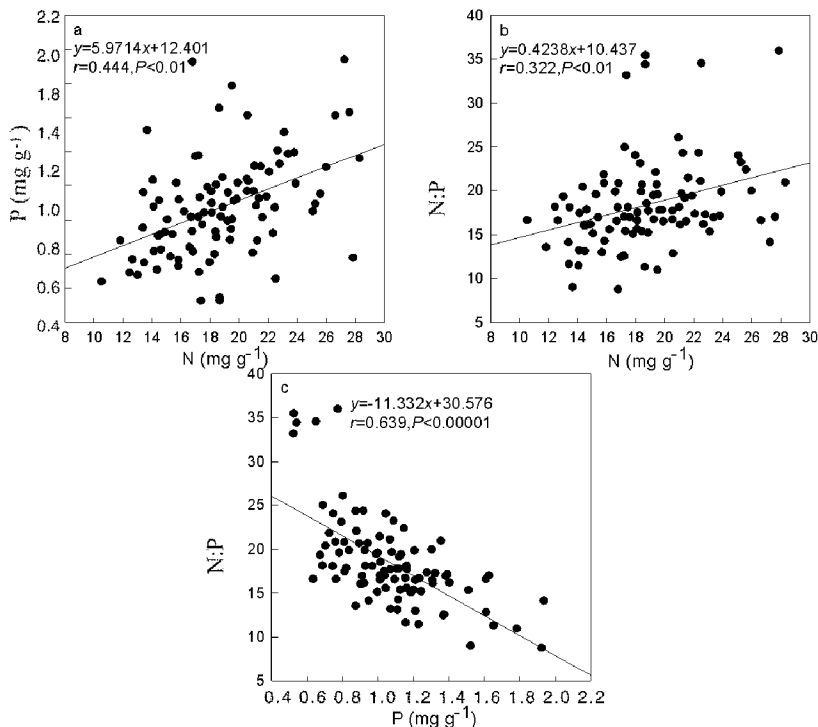 a
y=5.9714x+12.401
r=0.444,P<0.01
2.2
2.0
1.8
1.6
1.4
1.2
1.0
0.8
0.6
0.4
P (mg g⁻¹)
8 10 12 14 16 18 20 22 24 26 28 30
N (mg g⁻¹)
b
y=0.4238x+10.437
r=0.322,P<0.01
40
35
30
25
20
15
10
5
N:P
8 10 12 14 16 18 20 22 24 26 28 30
N (mg g⁻¹)
c
y=-11.332x+30.576
r=0.639,P<0.00001
40
35
30
25
20
15
10
5
N:P
0.4 0.6 0.8 1.0 1.2 1.4 1.6 1.8 2.0 2.2
P (mg g⁻¹)